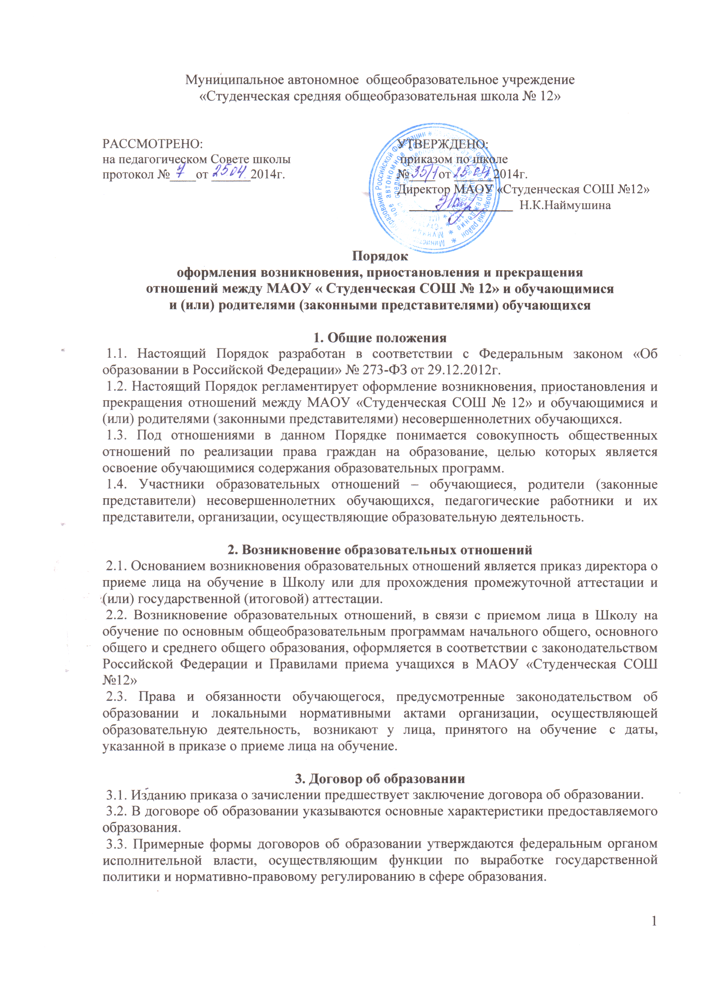 Муниципальное автономное общеобразовательное учреждение
«Студенческая средняя общеобразовательная школа № 12»
РАССМОТРЕНО:
на педагогическом Совете школы
протокол № 7 от 25.04 2014г.
УТВЕРЖДЕНО:
приказом по школе
№ 35/1 от 25 04 2014г.
Директор МАОУ «Студенческая СОШ №12»
Н.К.Наймушина
Порядок
оформления возникновения, приостановления и прекращения
отношений между МАОУ « Студенческая СОШ № 12» и обучающимися
и (или) родителями (законными представителями) обучающихся
1. Общие положения
1.1. Настоящий Порядок разработан в соответствии с Федеральным законом «Об
образовании в Российской Федерации» № 273-ФЗ от 29.12.2012г.
1.2. Настоящий Порядок регламентирует оформление возникновения, приостановления и
прекращения отношений между МАОУ «Студенческая СОШ № 12» и обучающимися и
(или) родителями (законными представителями) несовершеннолетних обучающихся.
1.3. Под отношениями в данном Порядке понимается совокупность общественных
отношений по реализации права граждан на образование, целью которых является
освоение обучающимися содержания образовательных программ.
1.4. Участники образовательных отношений – обучающиеся, родители (законные
представители) несовершеннолетних обучающихся, педагогические работники и их
представители, организации, осуществляющие образовательную деятельность.
2. Возникновение образовательных отношений
2.1. Основанием возникновения образовательных отношений является приказ директора о
приеме лица на обучение в Школу или для прохождения промежуточной аттестации и
(или) государственной (итоговой) аттестации.
2.2. Возникновение образовательных отношений, в связи с приемом лица в Школу на
обучение по основным общеобразовательным программам начального общего, основного
общего и среднего общего образования, оформляется в соответствии с законодательством
Российской Федерации и Правилами приема учащихся в МАОУ «Студенческая СОШ
№12»
2.3. Права и обязанности обучающегося, предусмотренные законодательством об
образовании и локальными нормативными актами организации, осуществляющей
образовательную деятельность, возникают у лица, принятого на обучение с даты,
указанной в приказе о приеме лица на обучение.
3. Договор об образовании
3.1. Изданию приказа о зачислении предшествует заключение договора об образовании.
3.2. В договоре об образовании указываются основные характеристики предоставляемого
образования.
3.3. Примерные формы договоров об образовании утверждаются федеральным органом
исполнительной власти, осуществляющим функции по выработке государственной
политики и нормативно-правовому регулированию в сфере образования.
1